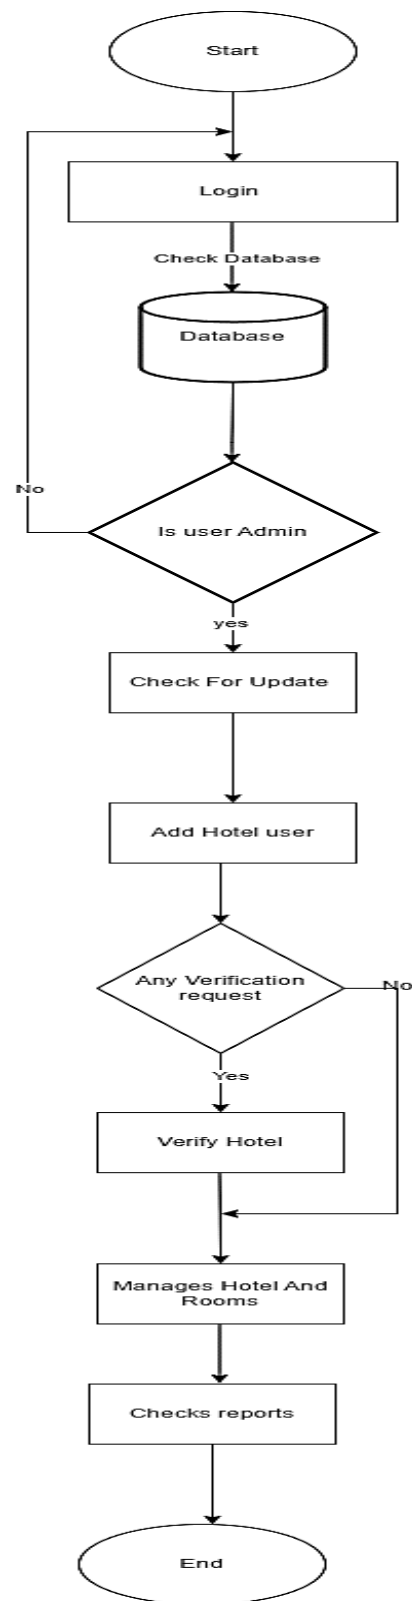 Start
Login
Check Database
Database
No
Is user Admin
yes
Check For Update
Add Hotel user
Any Verification
request
No
Yes
Verify Hotel
Manages Hotel And
Rooms
Checks reports
End